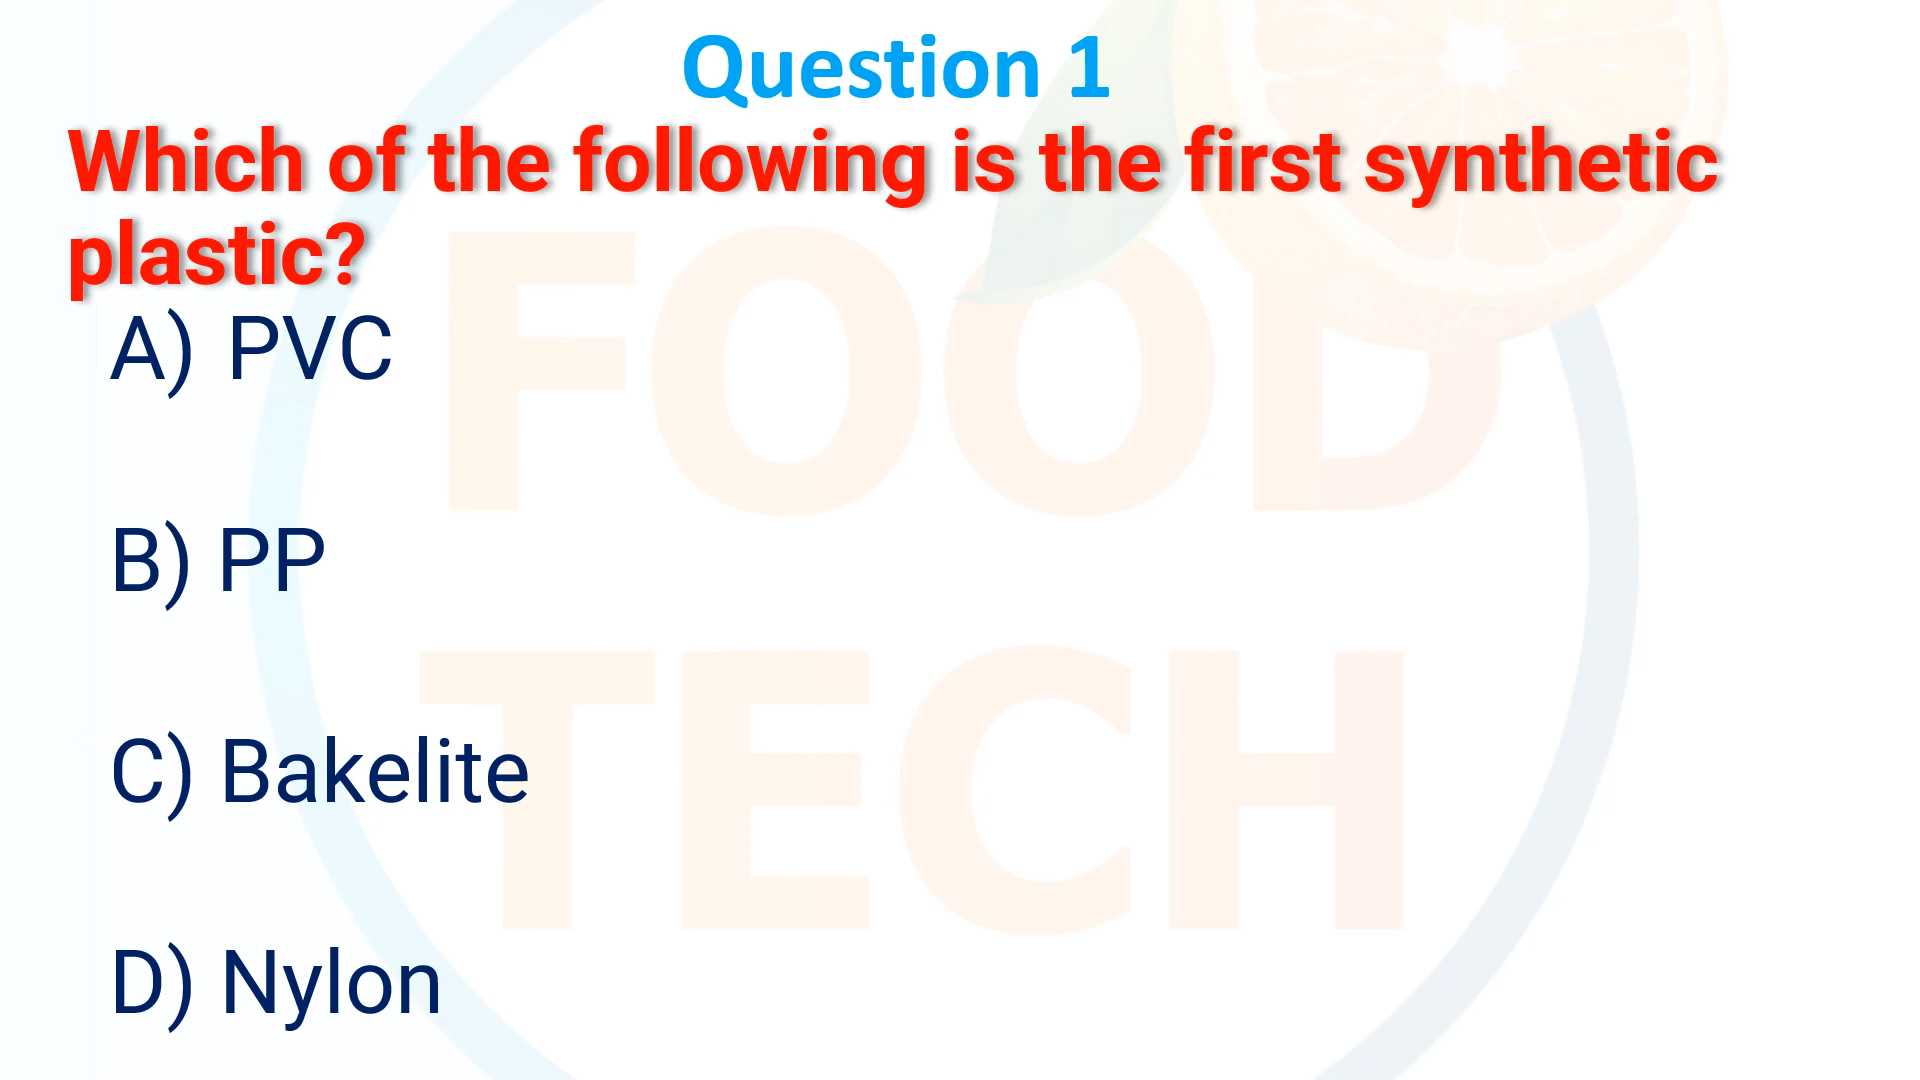 Question 1
Which of the following is the first synthetic
plastic?
A) PVC
B) PP
C) Bakelite
D) Nylon
FOOD
TECH